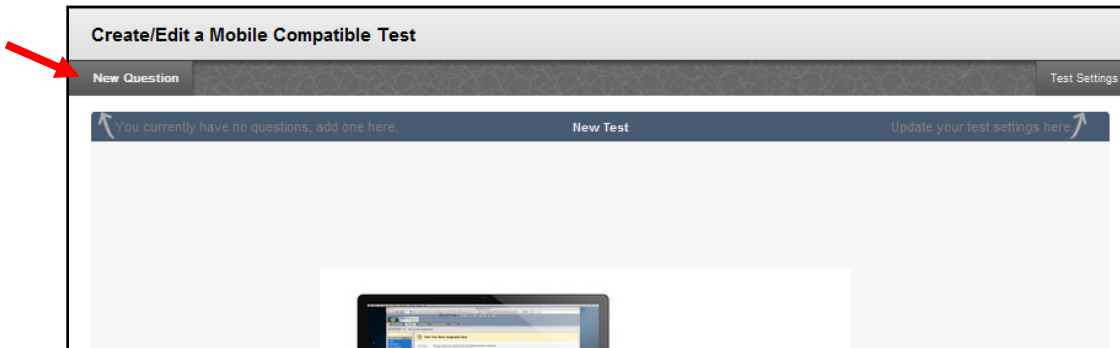 Create/Edit a Mobile Compatible Test
New Question
Test Settings
You currently have no questions, add one here.
New Test
Update your test settings here